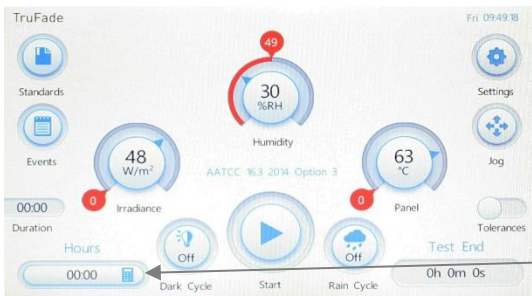 TruFade
Fri 09:49:18
Standards
Settings
49
30
%RH
Humidity
Events
Jog
48
W/m²
0
Irradiance
AATCC 16.3 2014 Option 3
63
°C
0
Panel
00:00
Duration
Tolerances
Hours
00:00
Off
Dark Cycle
Start
Off
Rain Cycle
Test End
0h 0m 0s